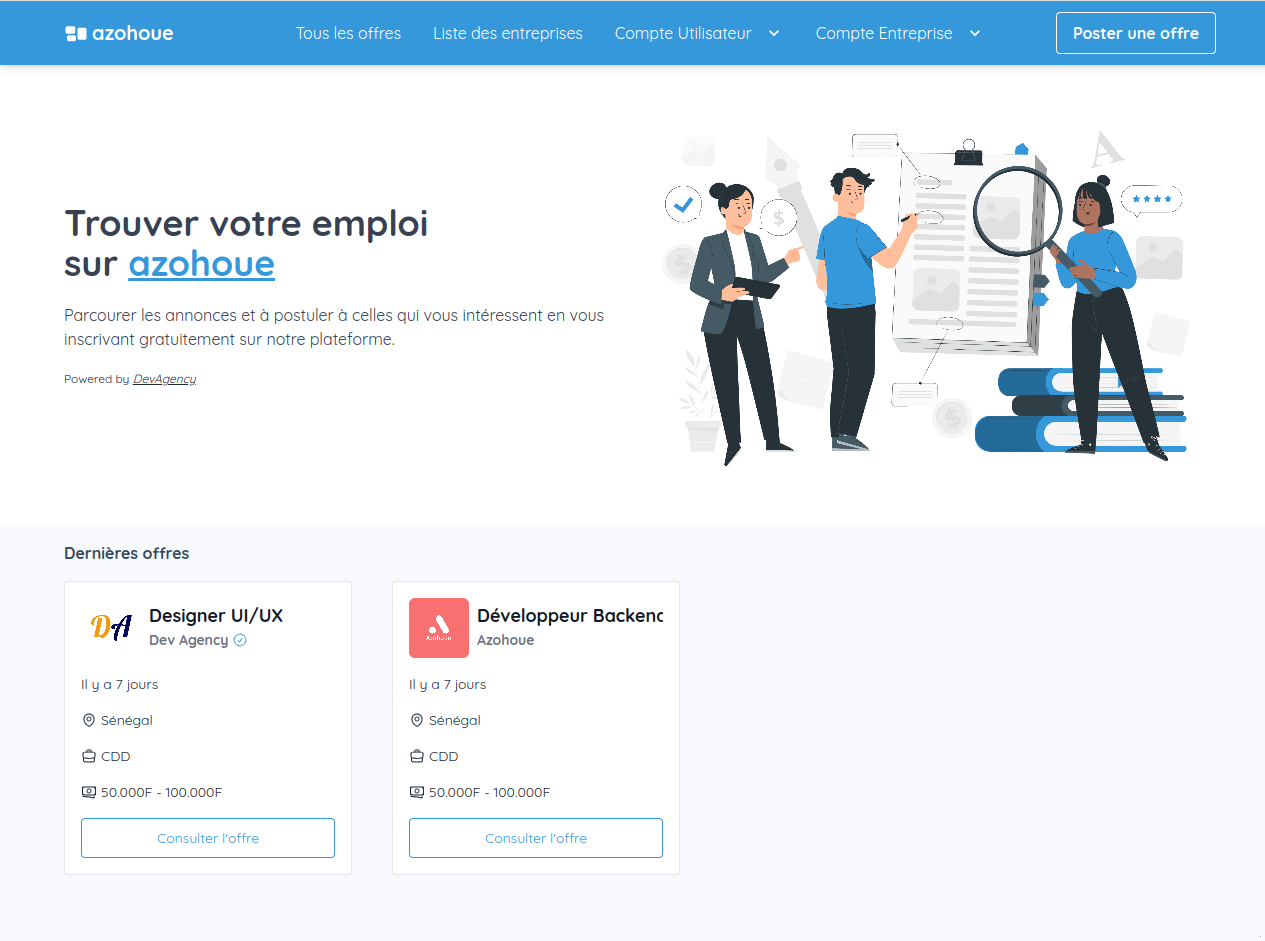 azohoue
Tous les offres
Liste des entreprises
Compte Utilisateur
Compte Entreprise
Poster une offre
Trouver votre emploi
sur azohoue
Parcourer les annonces et à postuler à celles qui vous intéressent en vous
inscrivant gratuitement sur notre plateforme.
Powered by DevAgency
A
$
$
$
Dernières offres
DA
Designer UI/UX
Dev Agency
Il y a 7 jours
Sénégal
CDD
50.000F - 100.000F
Consulter l'offre
Azohoue
Développeur Backend
Azohoue
Il y a 7 jours
Sénégal
CDD
50.000F - 100.000F
Consulter l'offre